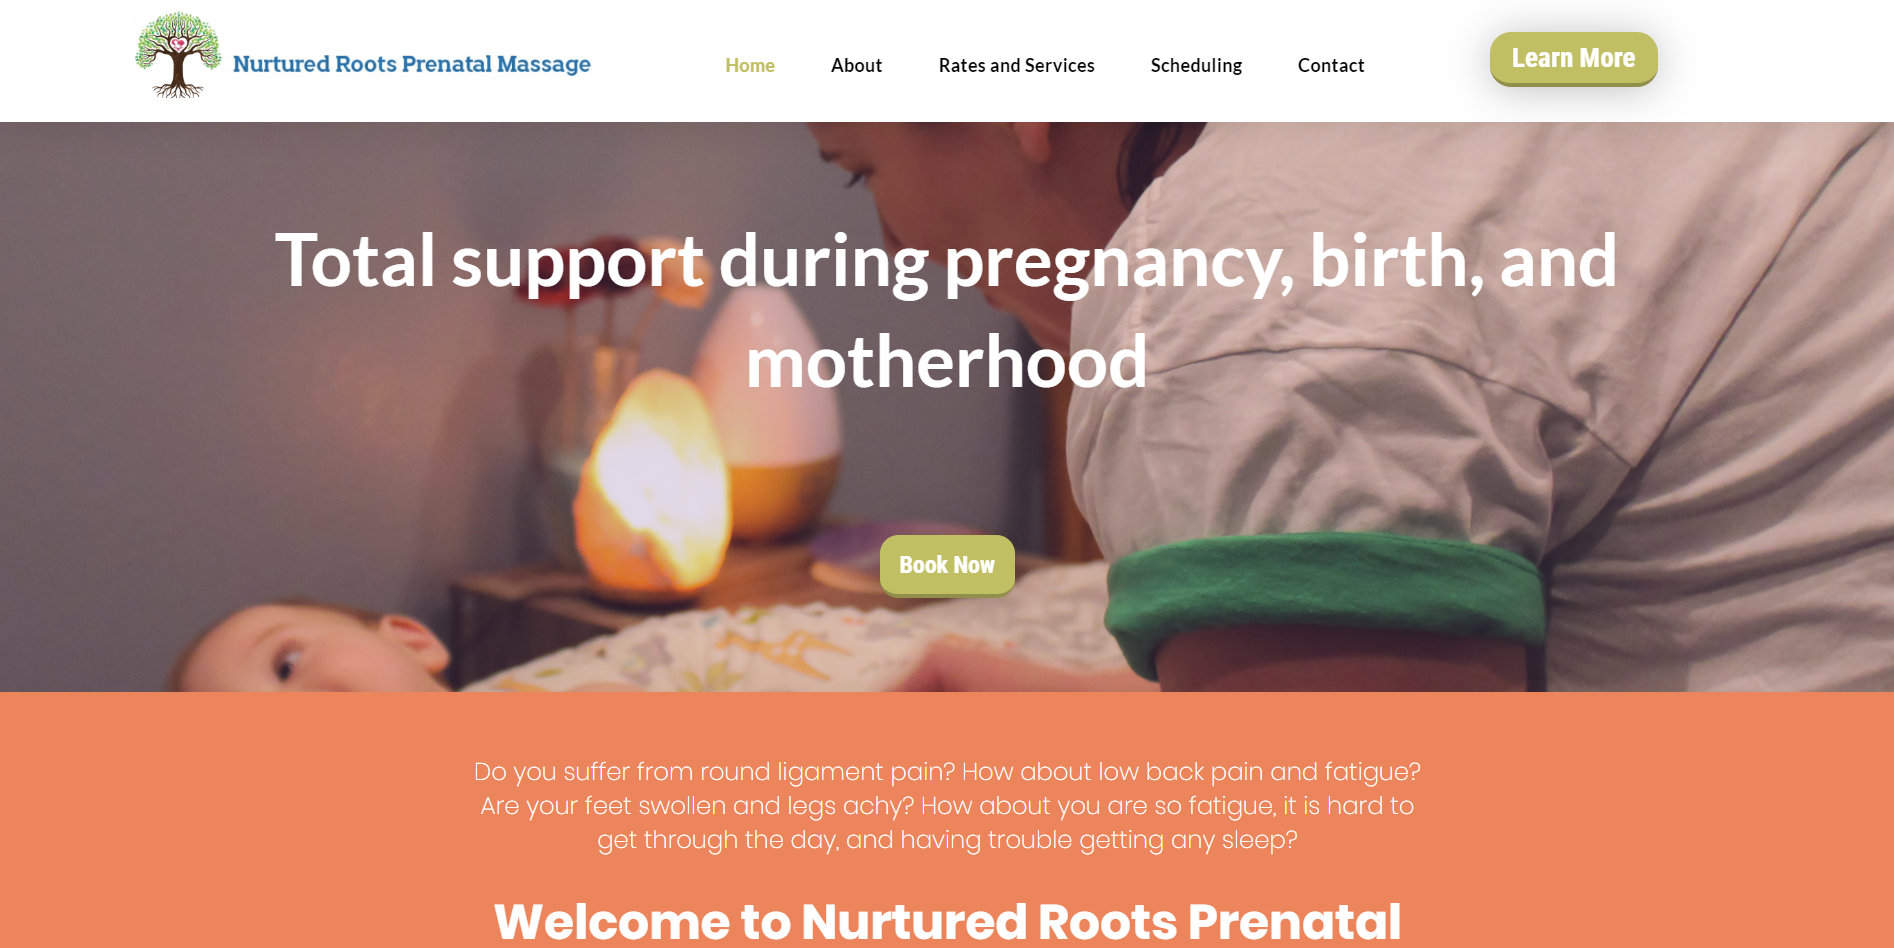 Nurtured Roots Prenatal Massage
Home
About
Rates and Services
Scheduling
Contact
Learn More
Total support during pregnancy, birth, and
motherhood
Book Now
Do you suffer from round ligament pain? How about low back pain and fatigue?
Are your feet swollen and legs achy? How about you are so fatigue, it is hard to
get through the day, and having trouble getting any sleep?
Welcome to Nurtured Roots Prenatal